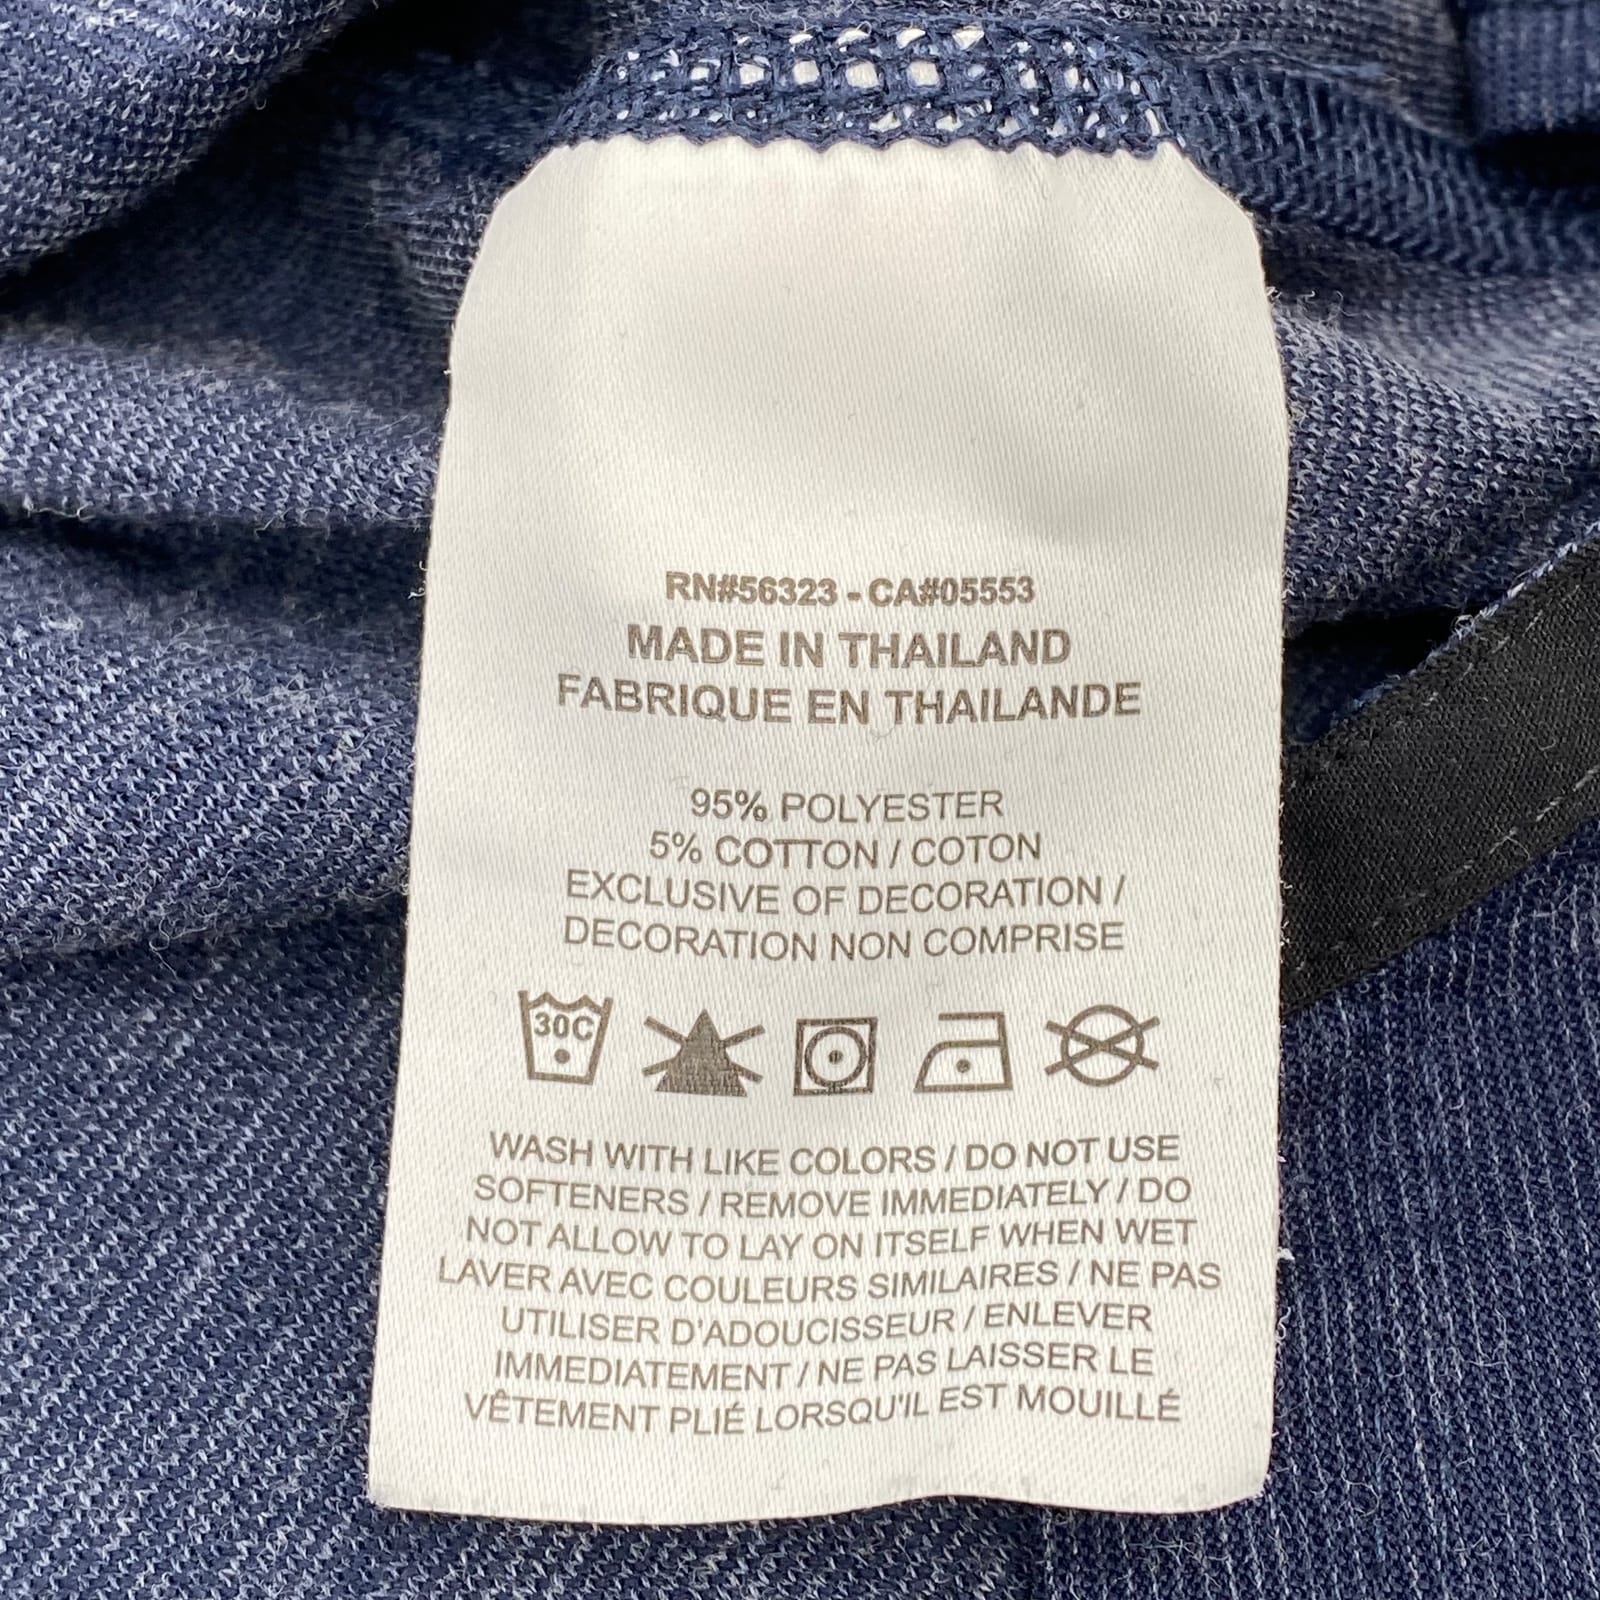 RN#56323 - CA#05553
MADE IN THAILAND
FABRIQUE EN THAILANDE
95% POLYESTER
5% COTTON / COTON
EXCLUSIVE OF DECORATION /
DECORATION NON COMPRISE
30C
WASH WITH LIKE COLORS / DO NOT USE
SOFTENERS / REMOVE IMMEDIATELY / DO
NOT ALLOW TO LAY ON ITSELF WHEN WET
LAVER AVEC COULEURS SIMILAIRES / NE PAS
UTILISER D'ADOUCISSEUR / ENLEVER
IMMEDIATEMENT / NE PAS LAISSER LE
VÊTEMENT PLIÉ LORSQU'IL EST MOUILLÉ